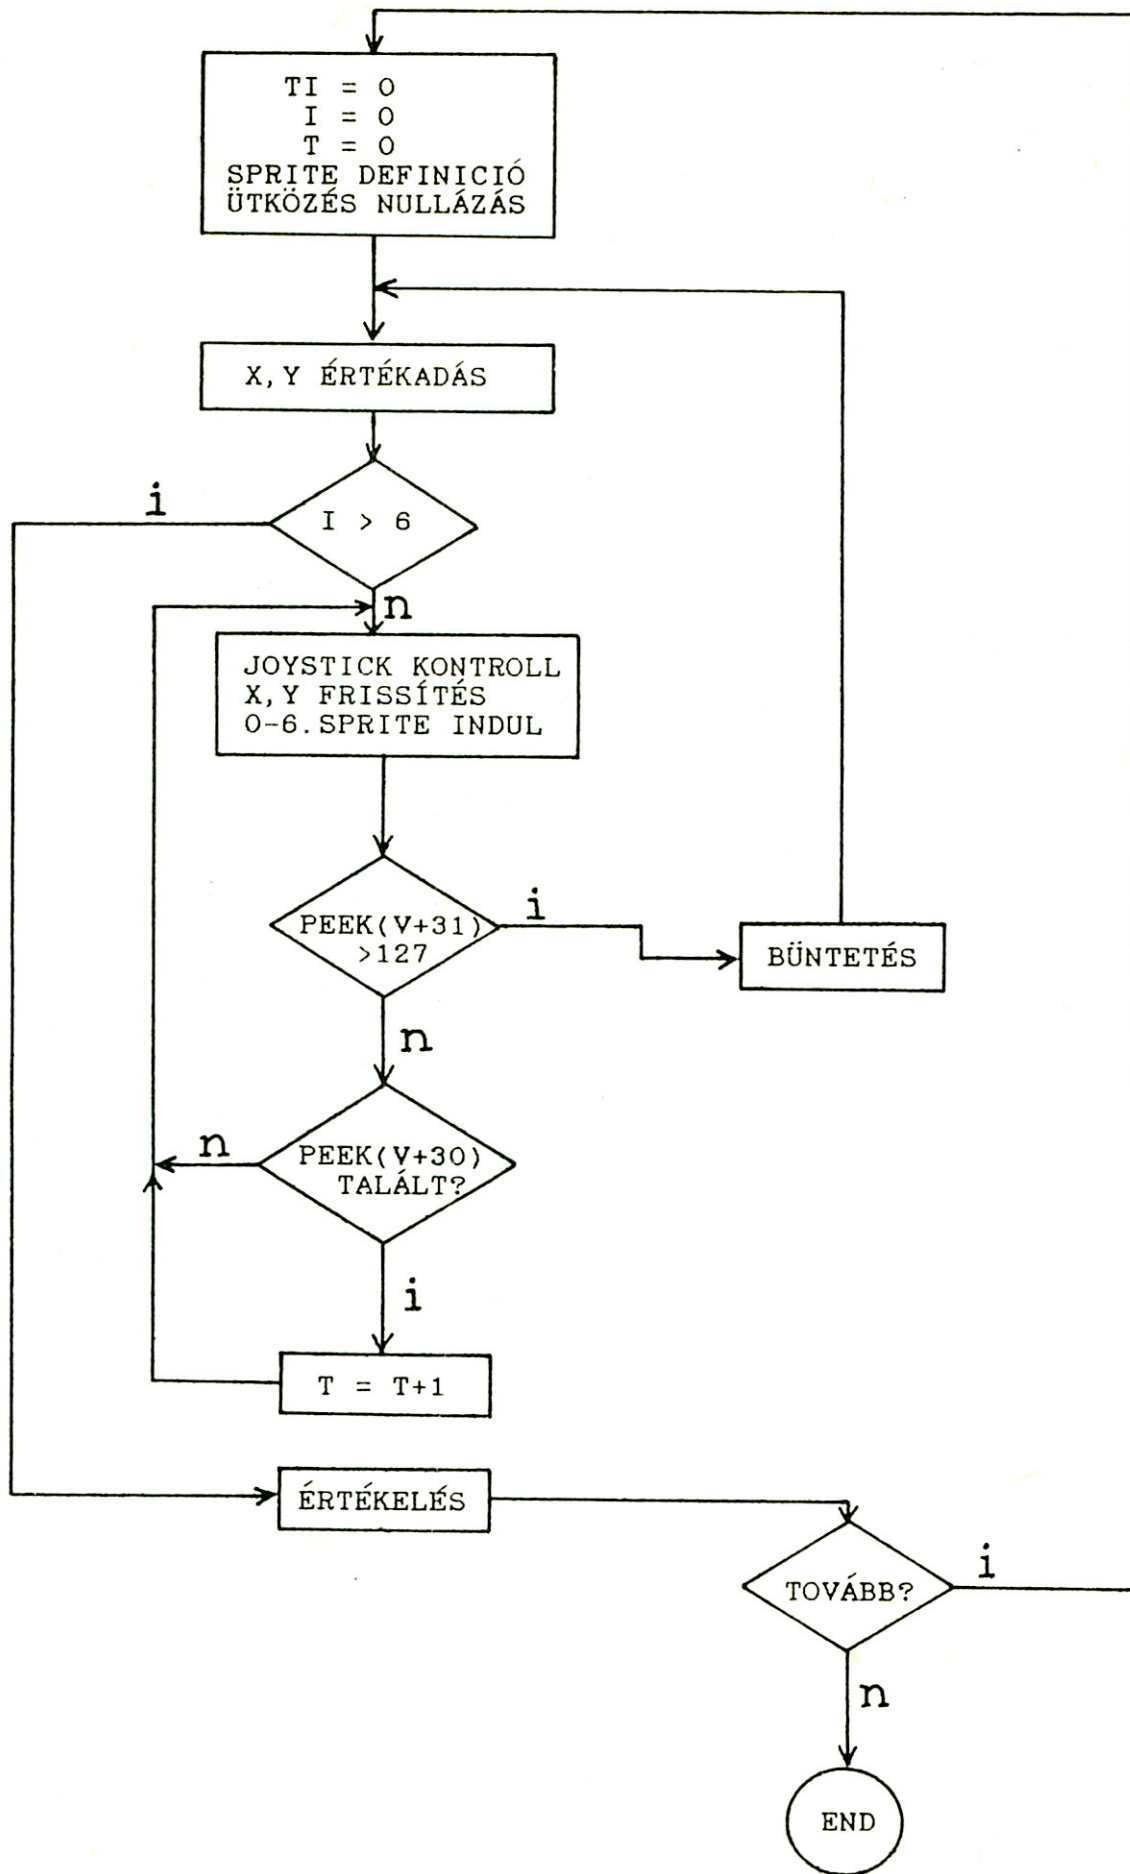 TI = 0
I = 0
T = 0
SPRITE DEFINICIÓ
ÜTKÖZÉS NULLÁZÁS
X,Y ÉRTÉKADÁS
i
I > 6
n
JOYSTICK KONTROLL
X,Y FRISSÍTÉS
0-6.SPRITE INDUL
PEEK(V+31)
>127
i
BÜNTETÉS
n
PEEK(V+30)
TALÁLT?
n
i
T = T+1
ÉRTÉKELÉS
TOVÁBB?
i
n
END